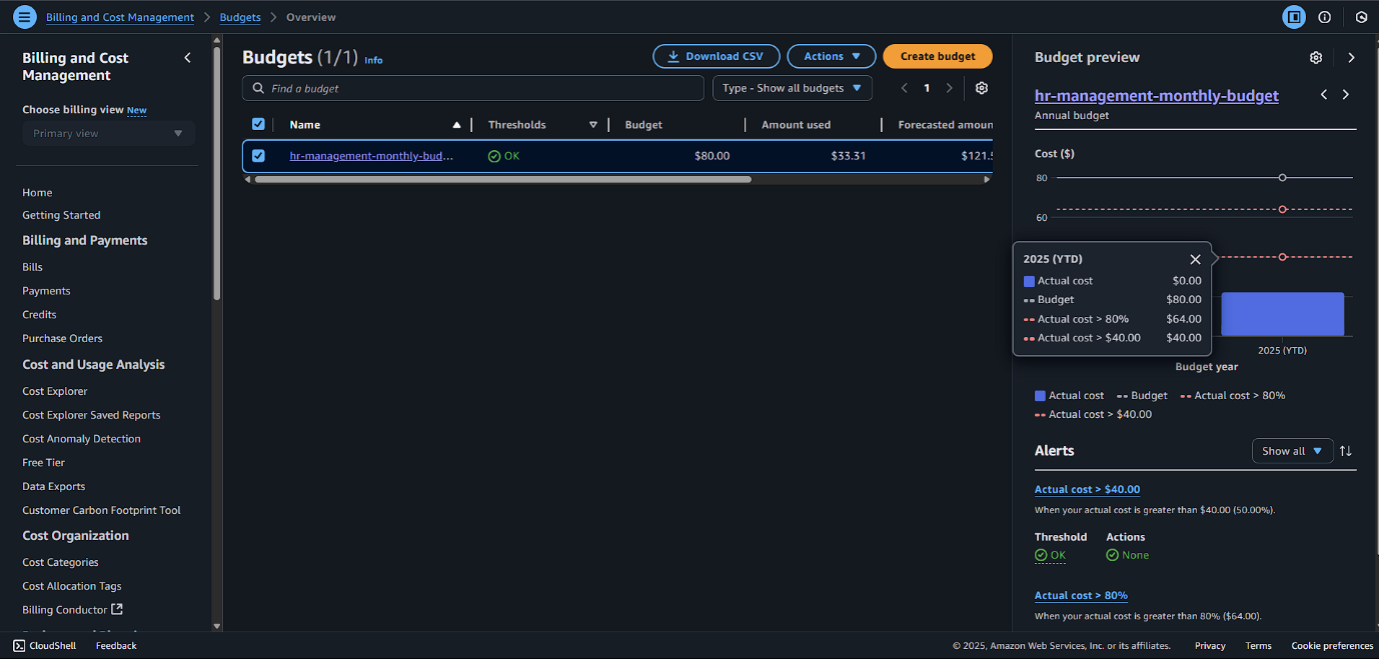 Billing and Cost Management > Budgets > Overview
Billing and Cost
Management
Choose billing view New
Primary view
Home
Getting Started
Billing and Payments
Bills
Payments
Credits
Purchase Orders
Cost and Usage Analysis
Cost Explorer
Cost Explorer Saved Reports
Cost Anomaly Detection
Free Tier
Data Exports
Customer Carbon Footprint Tool
Cost Organization
Cost Categories
Cost Allocation Tags
Billing Conductor
Budgets (1/1) Info
Download CSV
Actions
Create budget
Find a budget
Type - Show all budgets
1
Name Thresholds Budget Amount used Forecasted amoun
hr-management-monthly-bud... OK $80.00 $33.31 $121.5
Budget preview
hr-management-monthly-budget
Annual budget
Cost ($)
80
60
2025 (YTD)
Actual cost $0.00
Budget $80.00
Actual cost > 80% $64.00
Actual cost > $40.00 $40.00
2025 (YTD)
Budget year
Actual cost Budget Actual cost > 80%
Actual cost > $40.00
Alerts
Show all
Actual cost > $40.00
When your actual cost is greater than $40.00 (50.00%).
Threshold Actions
OK None
Actual cost > 80%
When your actual cost is greater than 80% ($64.00).
CloudShell Feedback
© 2025, Amazon Web Services, Inc. or its affiliates. Privacy Terms Cookie preferences